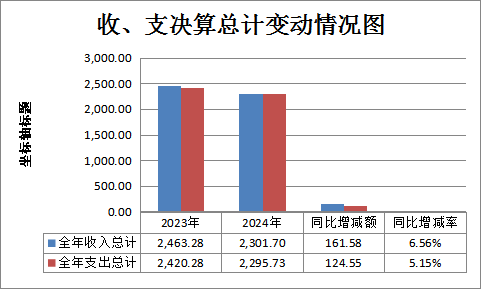 收、支决算总计变动情况图
坐标轴标题
3,000.00
2,500.00
2,000.00
1,500.00
1,000.00
500.00
0.00
2023年 2024年 同比增减额 同比增减率
全年收入总计 2,463.28 2,301.70 161.58 6.56%
全年支出总计 2,420.28 2,295.73 124.55 5.15%